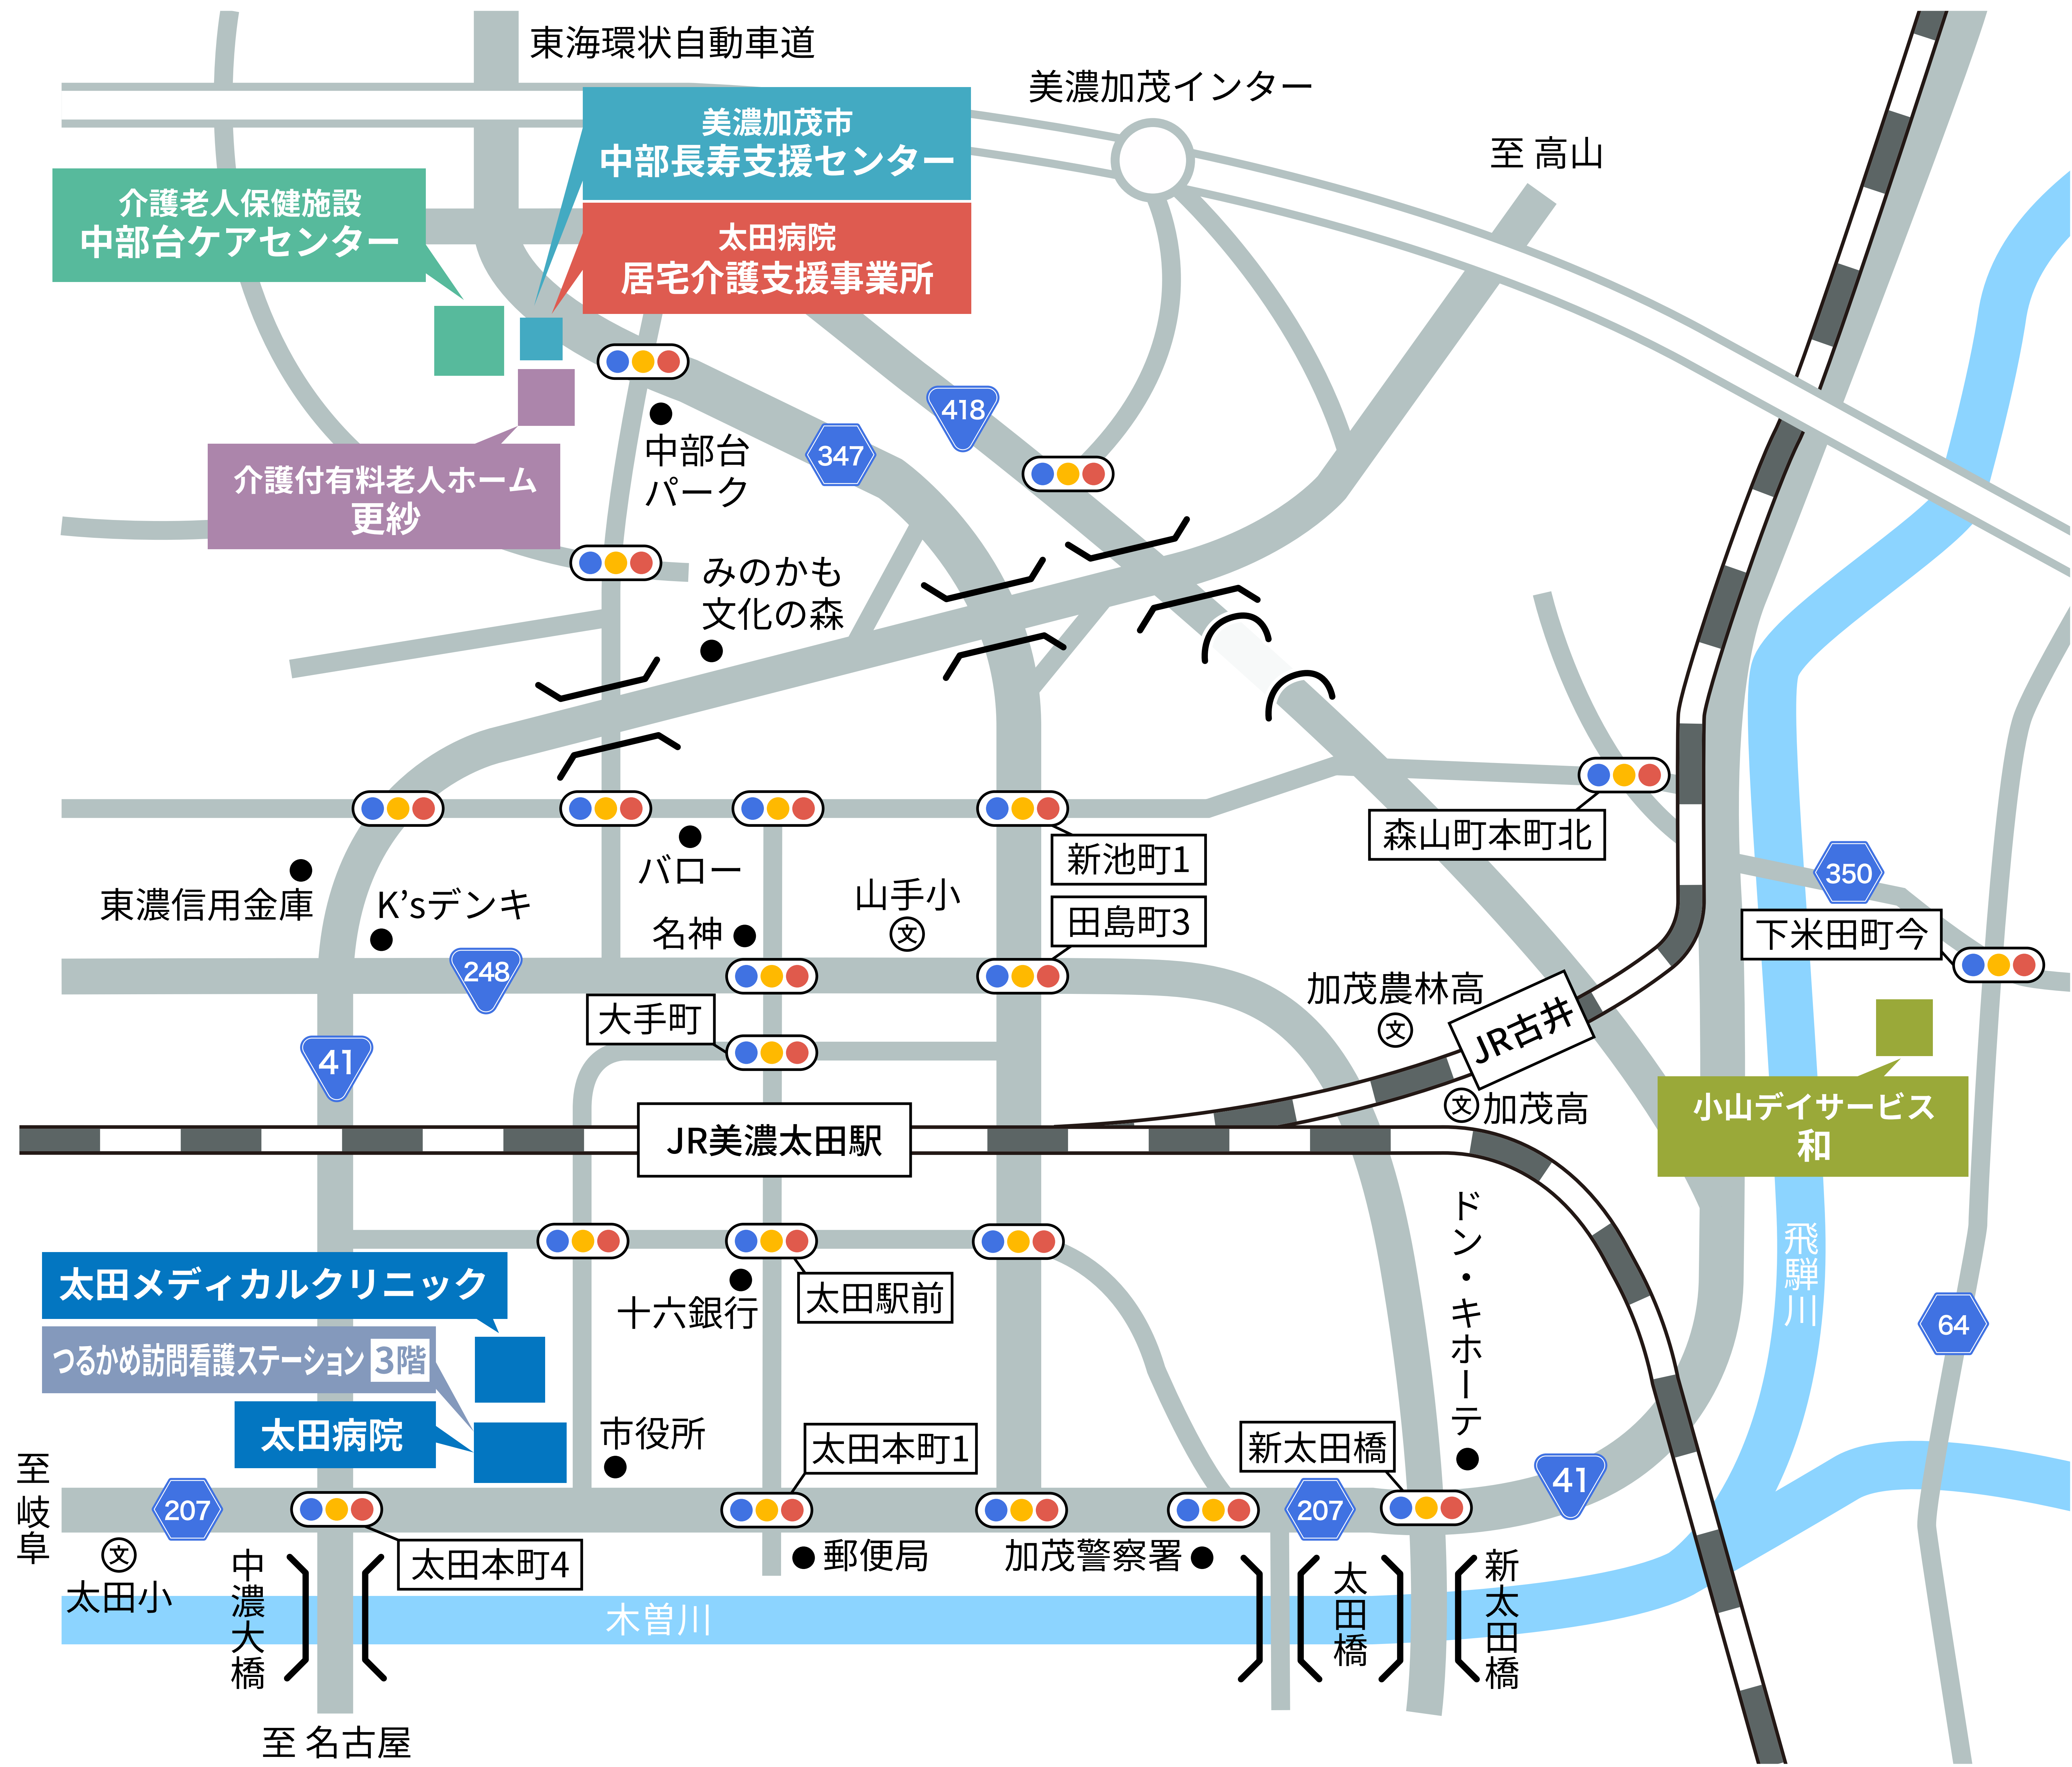 東海環状自動車道
美濃加茂インター
至 高山
美濃加茂市
中部長寿支援センター
介護老人保健施設
中部台ケアセンター
太田病院
居宅介護支援事業所
418
347
中部台
パーク
介護付有料老人ホーム
更紗
みのかも
文化の森
森山町本町北
新池町1
バロー
350
東濃信用金庫
K’sデンキ
山手小
文
田島町3
下米田町今
名神
248
加茂農林高
文
大手町
JR古井
41
文
加茂高
小山デイサービス
和
JR美濃太田駅
ドン・キホーテ
飛騨川
太田メディカルクリニック
十六銀行
太田駅前
64
つるかめ訪問看護ステーション 3階
太田病院
市役所
太田本町1
新太田橋
至 岐阜
207
207
41
文
太田小
中濃大橋
太田本町4
郵便局
加茂警察署
太田橋
新太田橋
木曽川
至 名古屋